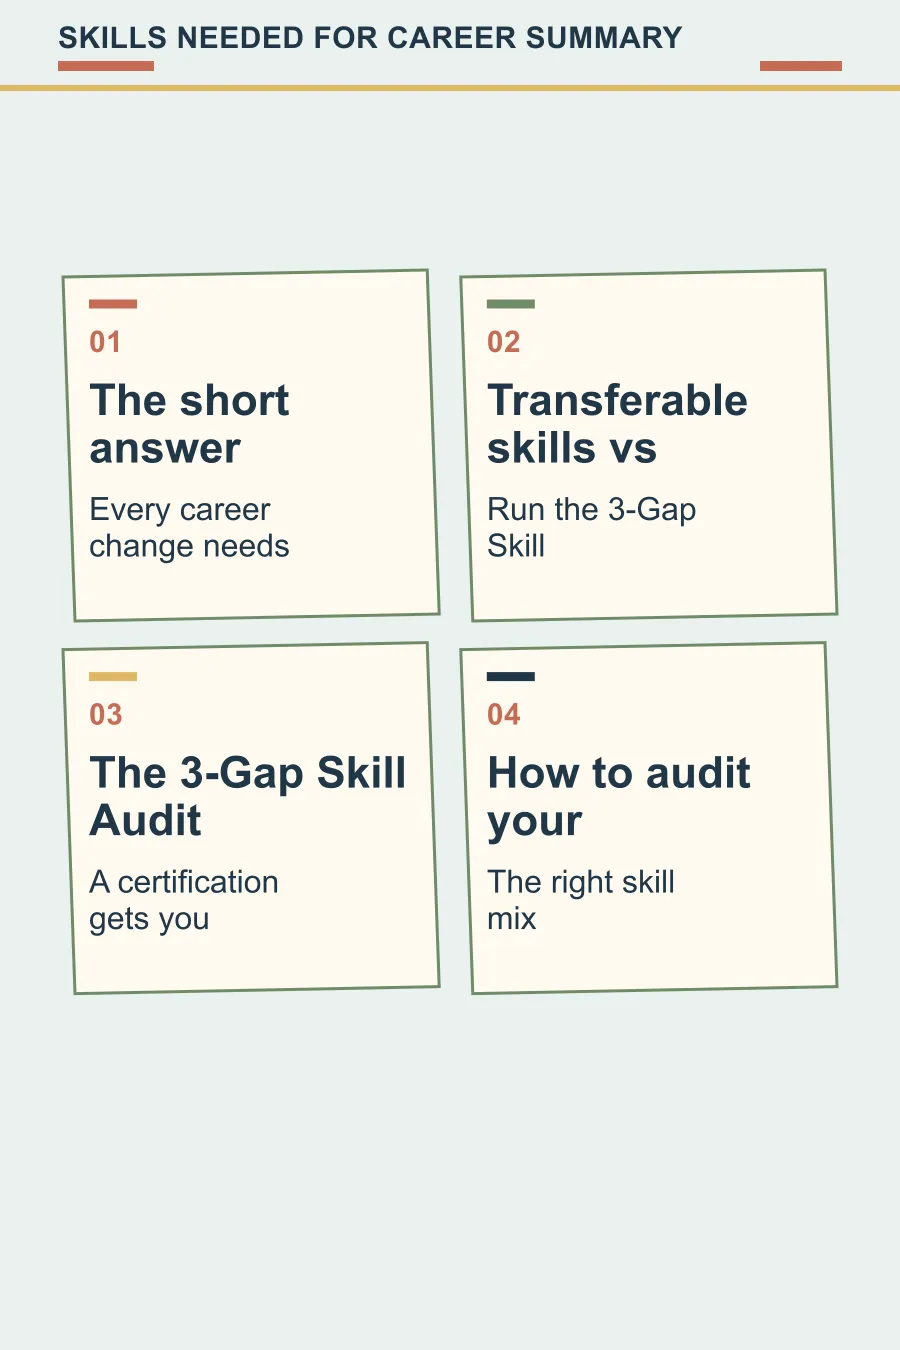 SKILLS NEEDED FOR CAREER SUMMARY
01
The short
answer
Every career
change needs
02
Transferable
skills vs
Run the 3-Gap
Skill
03
The 3-Gap Skill
Audit
A certification
gets you
04
How to audit
your
The right skill
mix